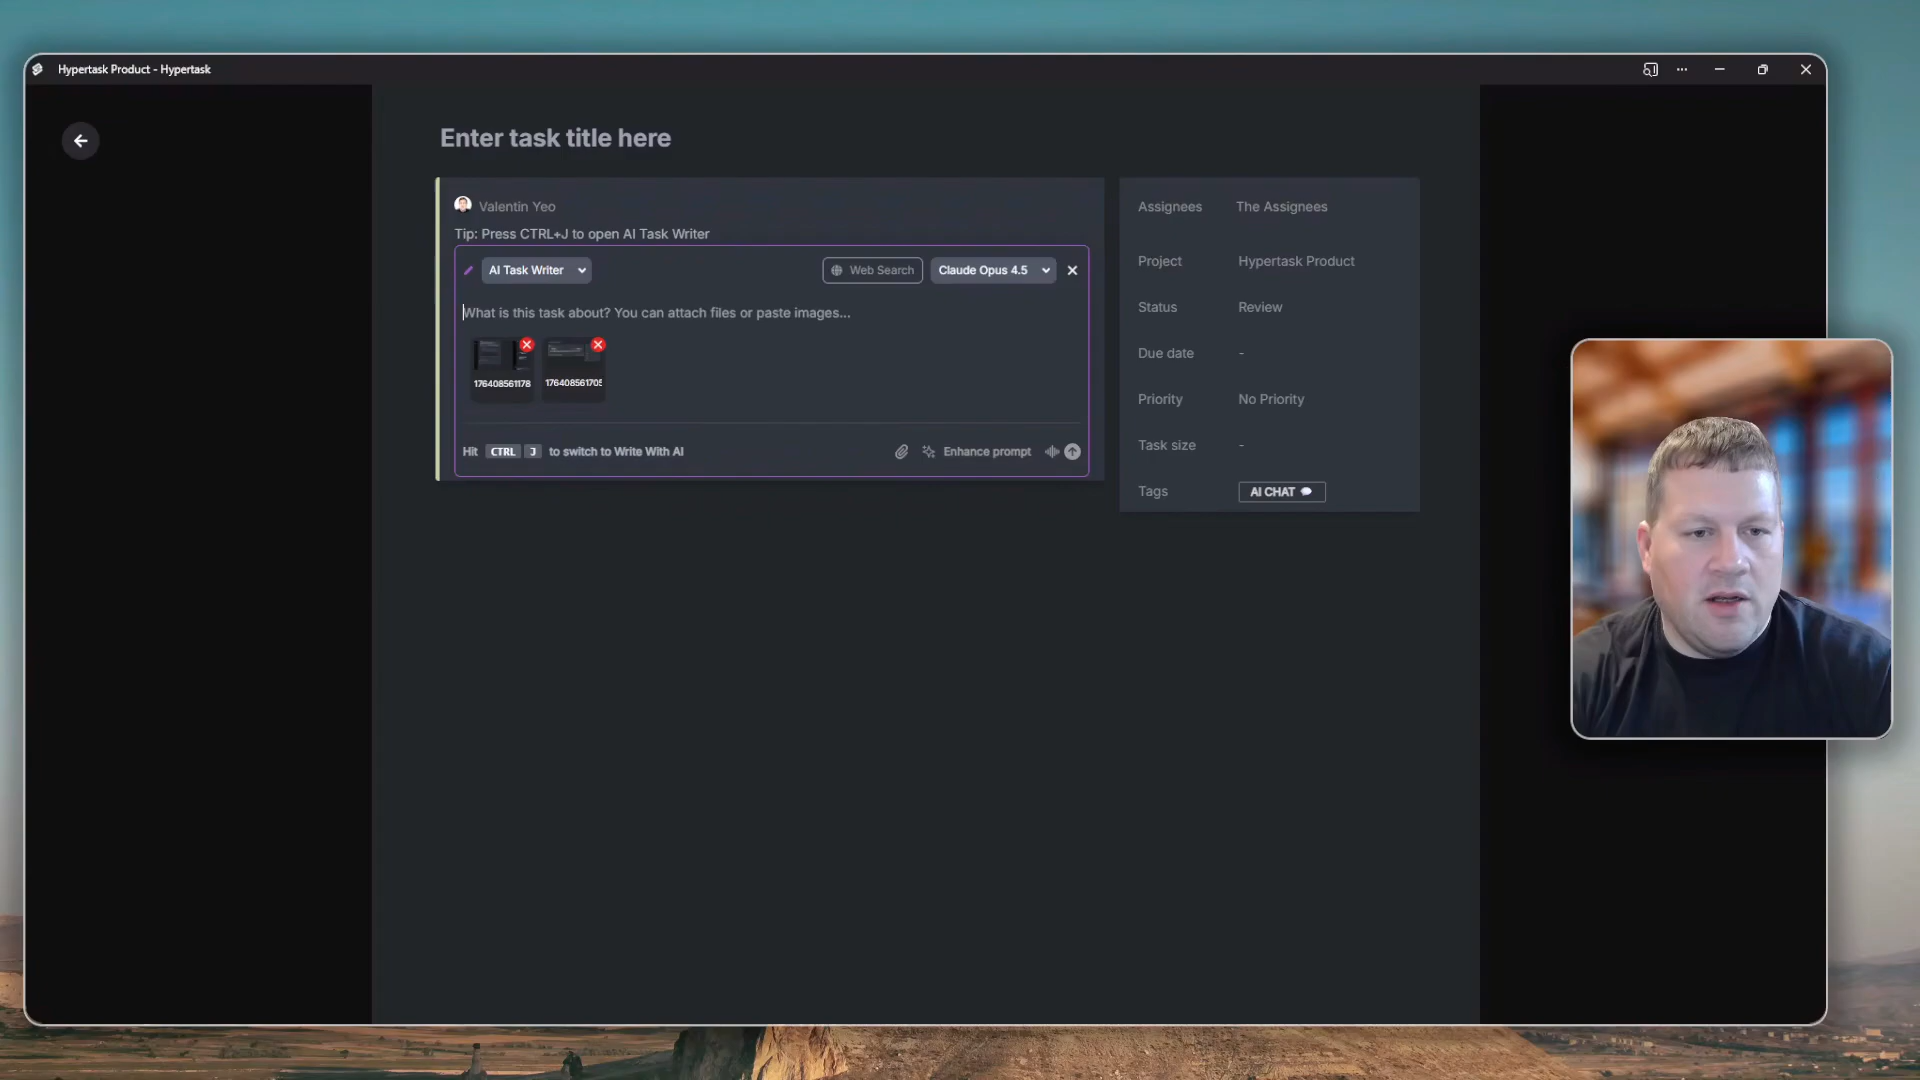 Hypertask Product - Hypertask
Enter task title here
Valentin Yeo
Tip: Press CTRL+J to open AI Task Writer
AI Task Writer
Web Search
Claude Opus 4.5
What is this task about? You can attach files or paste images...
176408561178
176408561705
Hit CTRL J to switch to Write With AI
Enhance prompt
Assignees The Assignees
Project Hypertask Product
Status Review
Due date -
Priority No Priority
Task size -
Tags AI CHAT